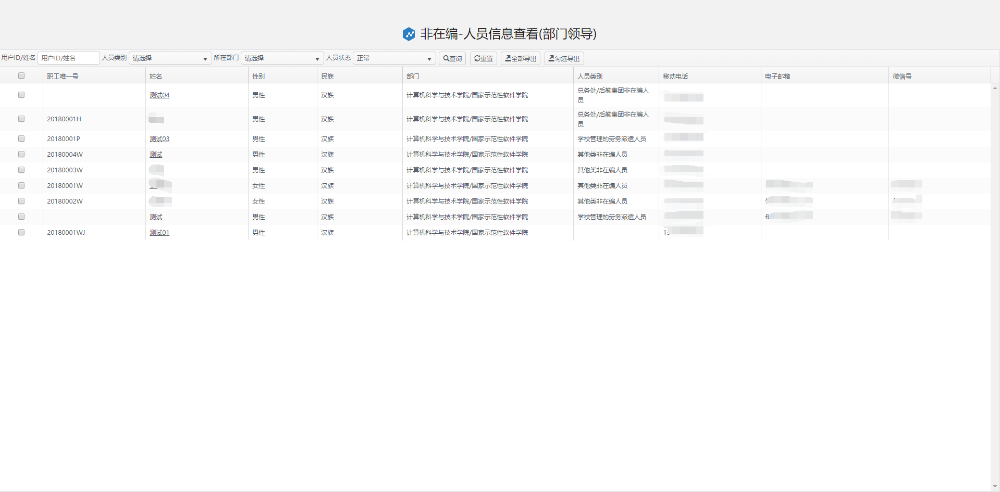 非在编-人员信息查看(部门领导)
用户ID/姓名 用户ID/姓名 人员类别 请选择 所在部门 请选择 人员状态 正常 查询 重置 全部导出 勾选导出
职工唯一号 姓名 性别 民族 部门 人员类别 移动电话 电子邮箱 微信号
测试04 男性 汉族 计算机科学与技术学院/国家示范性软件学院 总务处/后勤集团非在编人
员
20180001H 男性 汉族 计算机科学与技术学院/国家示范性软件学院 总务处/后勤集团非在编人
员
20180001P 测试03 男性 汉族 计算机科学与技术学院/国家示范性软件学院 学校管理的劳务派遣人员
20180004W 测试 男性 汉族 计算机科学与技术学院/国家示范性软件学院 其他类非在编人员
20180003W 男性 汉族 计算机科学与技术学院/国家示范性软件学院 其他类非在编人员
20180001W 女性 汉族 计算机科学与技术学院/国家示范性软件学院 其他类非在编人员
20180002W 女性 汉族 计算机科学与技术学院/国家示范性软件学院 其他类非在编人员
测试 男性 汉族 计算机科学与技术学院/国家示范性软件学院 学校管理的劳务派遣人员
20180001WJ 测试01 男性 汉族 计算机科学与技术学院/国家示范性软件学院